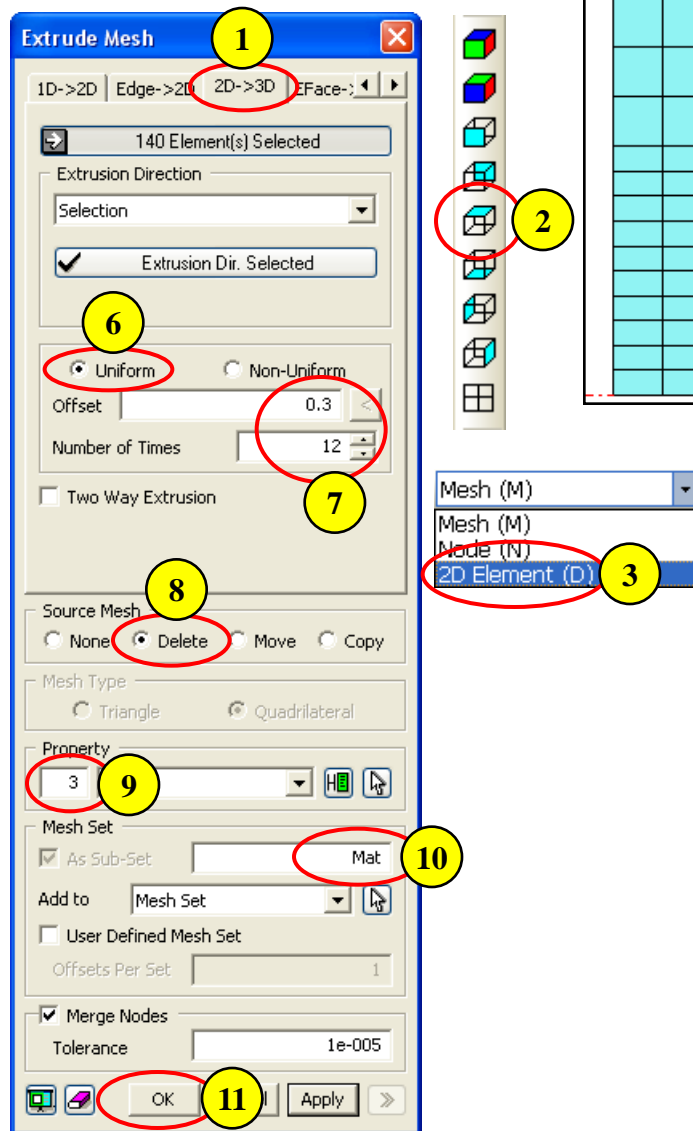 Extrude Mesh
1
1D->2D Edge->2D 2D->3D EFace->
140 Element(s) Selected
Extrusion Direction
Selection
Extrusion Dir. Selected
2
6
Uniform Non-Uniform
Offset 0.3 <
Number of Times 12
7
Two Way Extrusion
Mesh (M)
Mesh (M)
Node (N)
2D Element (D) 3
8
Source Mesh
None Delete Move Copy
Mesh Type
Triangle Quadrilateral
Property
3 9
Mesh Set
As Sub-Set Mat 10
Add to Mesh Set
User Defined Mesh Set
Offsets Per Set 1
Merge Nodes
Tolerance 1e-005
OK 11 Apply >>